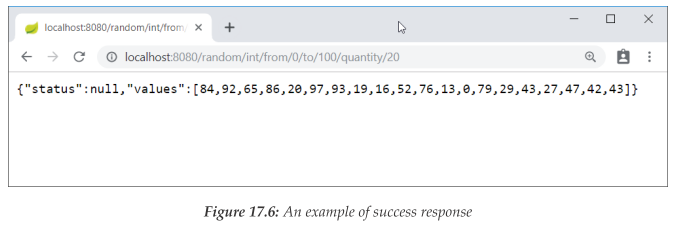 localhost:8080/random/int/from/
localhost:8080/random/int/from/0/to/100/quantity/20
{"status":null,"values":[84,92,65,86,20,97,93,19,16,52,76,13,0,79,29,43,27,47,42,43]}
Figure 17.6: An example of success response